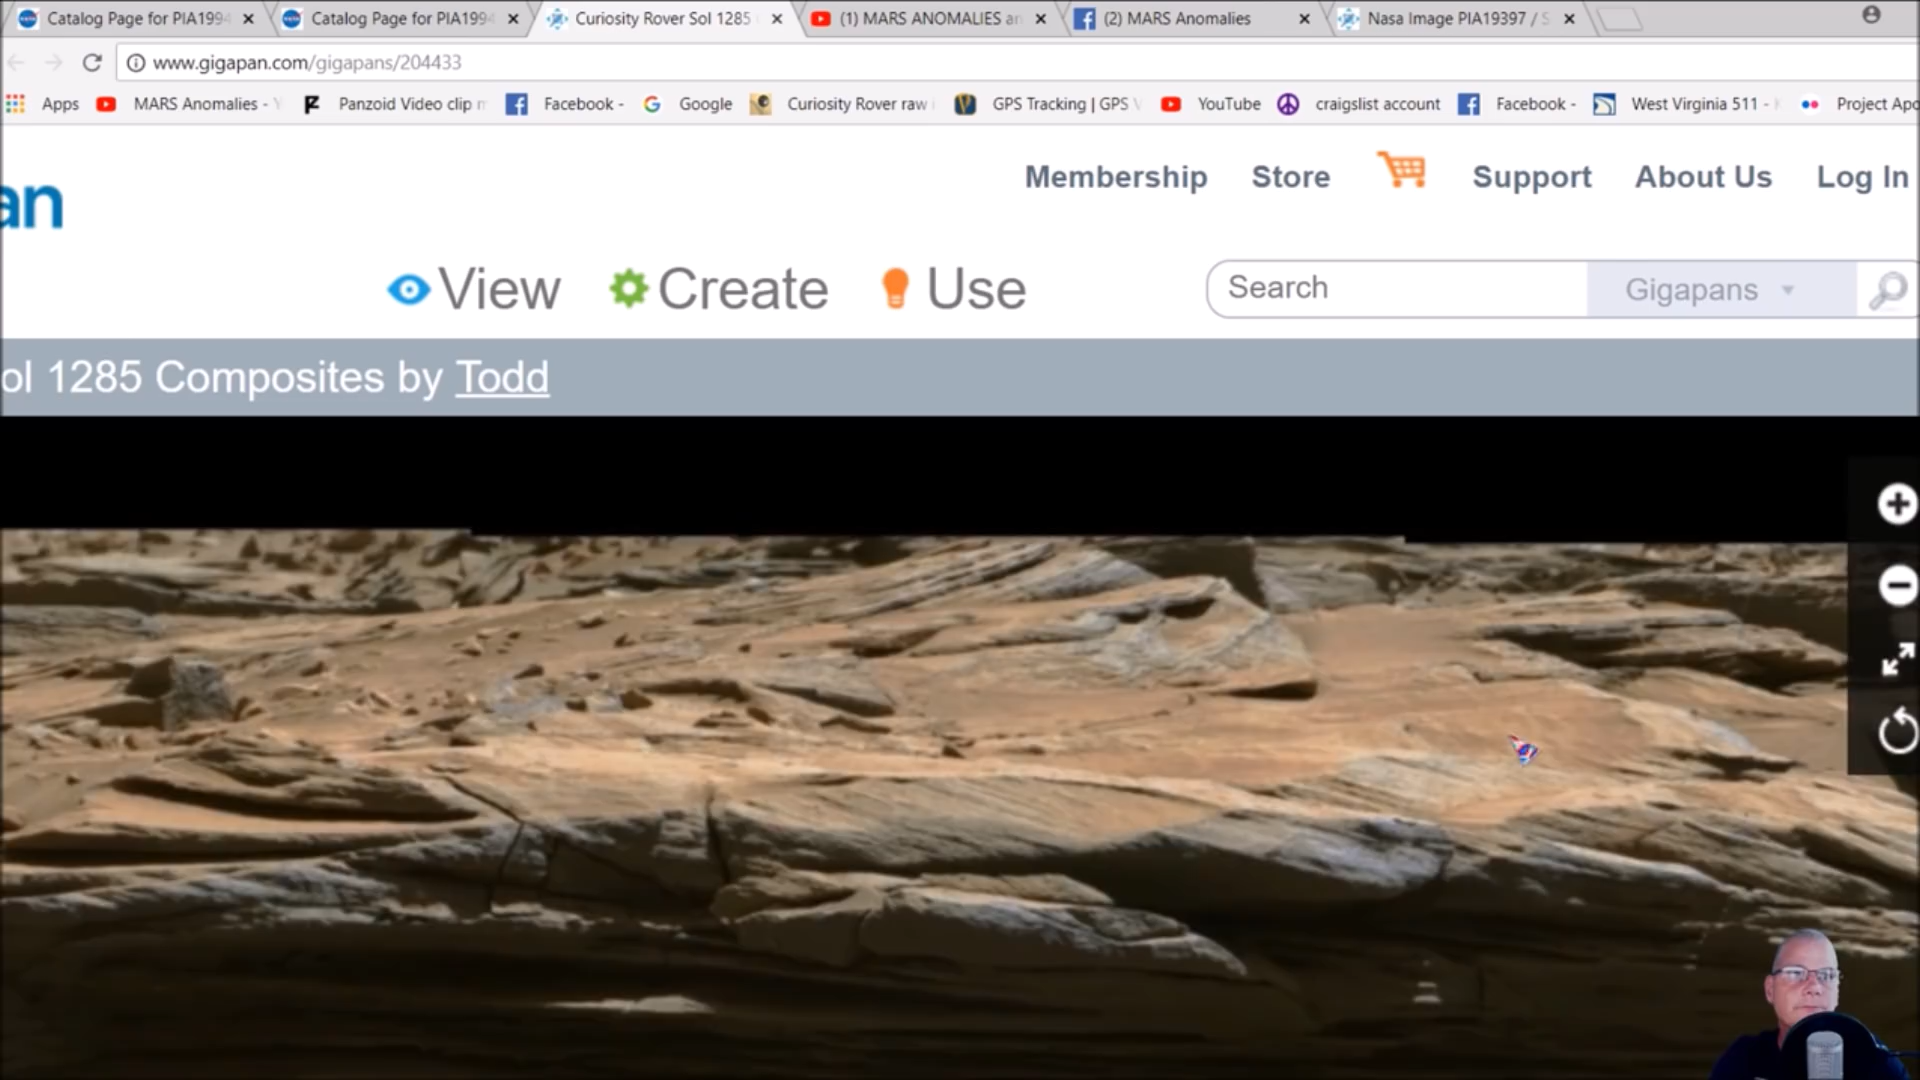 Catalog Page for PIA1994
Catalog Page for PIA1994
Curiosity Rover Sol 1285
(1) MARS ANOMALIES an
(2) MARS Anomalies
Nasa Image PIA19397 / S
www.gigapan.com/gigapans/204433
Apps
MARS Anomalies - Y
Panzoid Video clip m
Facebook -
Google
Curiosity Rover raw i
GPS Tracking | GPS V
YouTube
craigslist account
Facebook -
West Virginia 511 -
Project Apo
an
Membership
Store
Support
About Us
Log In
View
Create
Use
Search
Gigapans
ol 1285 Composites by Todd